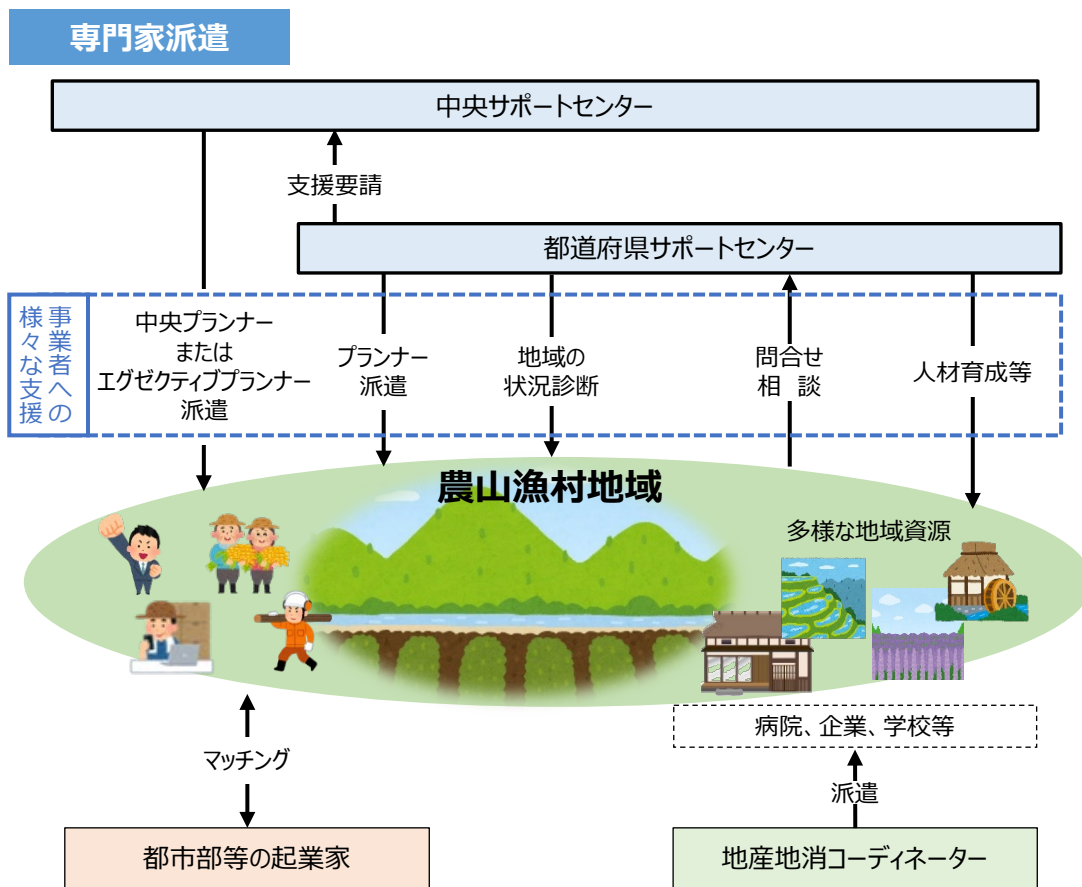 専門家派遣
中央サポートセンター
支援要請
都道府県サポートセンター
事業者への
様々な支援
中央プランナー
または
エグゼクティブプランナー
派遣
プランナー
派遣
地域の
状況診断
問合せ
相　談
人材育成等
農山漁村地域
多様な地域資源
病院、企業、学校等
マッチング
派遣
都市部等の起業家
地産地消コーディネーター